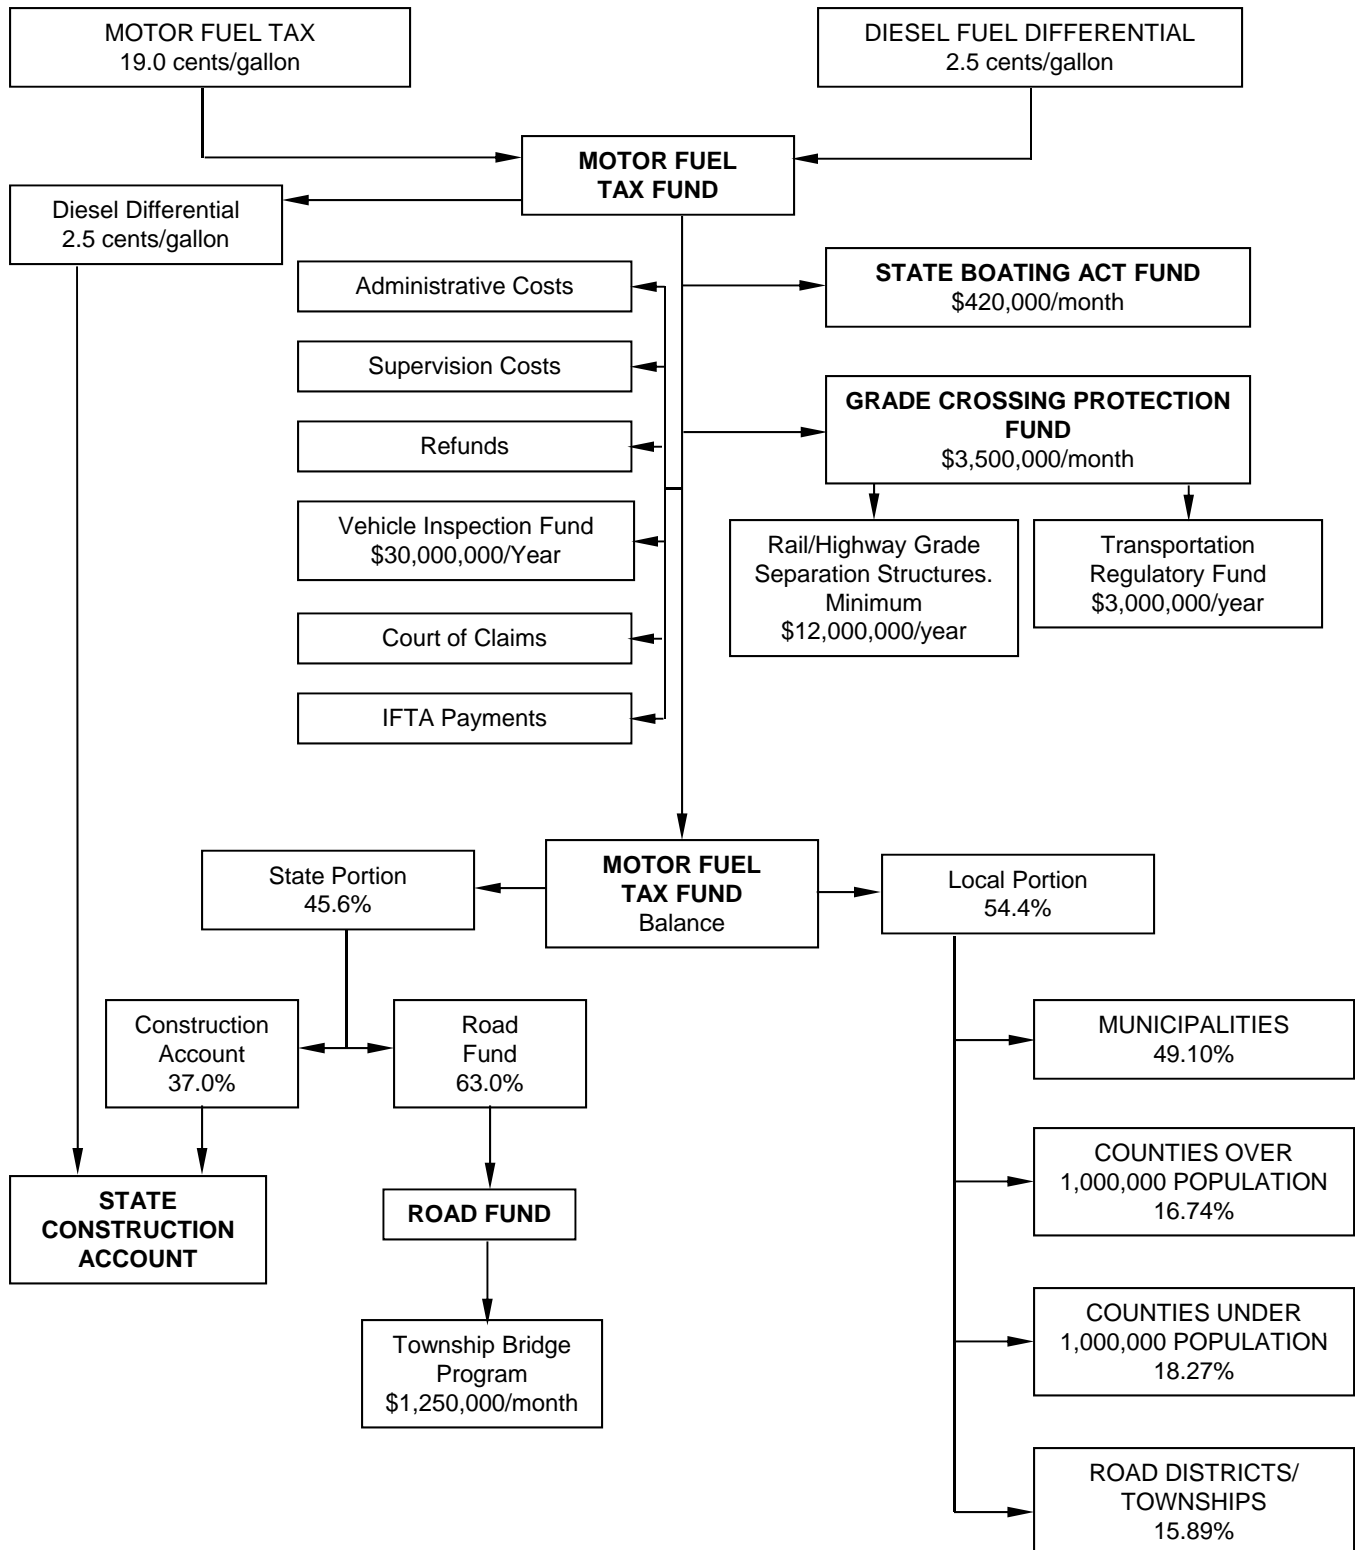 MOTOR FUEL TAX
19.0 cents/gallon
DIESEL FUEL DIFFERENTIAL
2.5 cents/gallon
MOTOR FUEL
TAX FUND
Diesel Differential
2.5 cents/gallon
Administrative Costs
STATE BOATING ACT FUND
$420,000/month
Supervision Costs
GRADE CROSSING PROTECTION
FUND
$3,500,000/month
Refunds
Vehicle Inspection Fund
$30,000,000/Year
Rail/Highway Grade
Separation Structures.
Minimum
$12,000,000/year
Transportation
Regulatory Fund
$3,000,000/year
Court of Claims
IFTA Payments
State Portion
45.6%
MOTOR FUEL
TAX FUND
Balance
Local Portion
54.4%
Construction
Account
37.0%
Road
Fund
63.0%
MUNICIPALITIES
49.10%
COUNTIES OVER
1,000,000 POPULATION
16.74%
STATE
CONSTRUCTION
ACCOUNT
ROAD FUND
COUNTIES UNDER
1,000,000 POPULATION
18.27%
Township Bridge
Program
$1,250,000/month
ROAD DISTRICTS/
TOWNSHIPS
15.89%